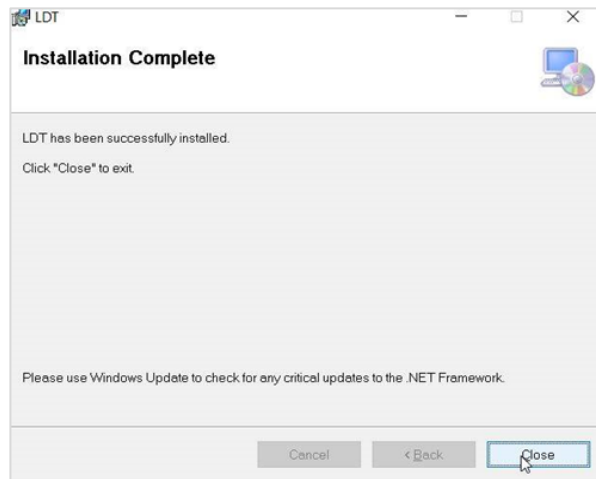 LDT
Installation Complete
LDT has been successfully installed.
Click "Close" to exit.
Please use Windows Update to check for any critical updates to the .NET Framework.
Cancel < Back Close